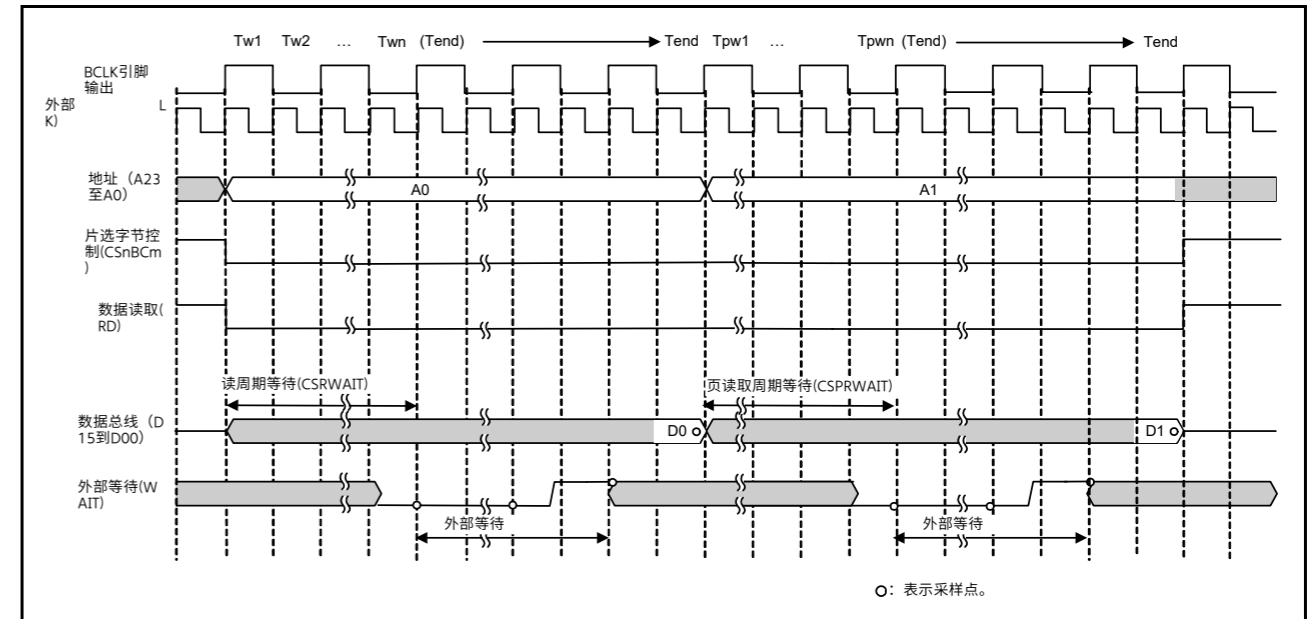 Tw1 Tw2 … Twn (Tend) Tend Tpw1 … Tpwn (Tend) Tend
BCLK引脚
输出
外部 L
K)
地址（A23
至A0）
A0 A1
片选字节控
制(CSnBCm
)
数据读取(
RD)
读周期等待(CSRWAIT) 页读取周期等待(CSPRWAIT)
数据总线（D
15到D00）
D0 D1
外部等待(W
AIT)
外部等待 外部等待
：表示采样点。